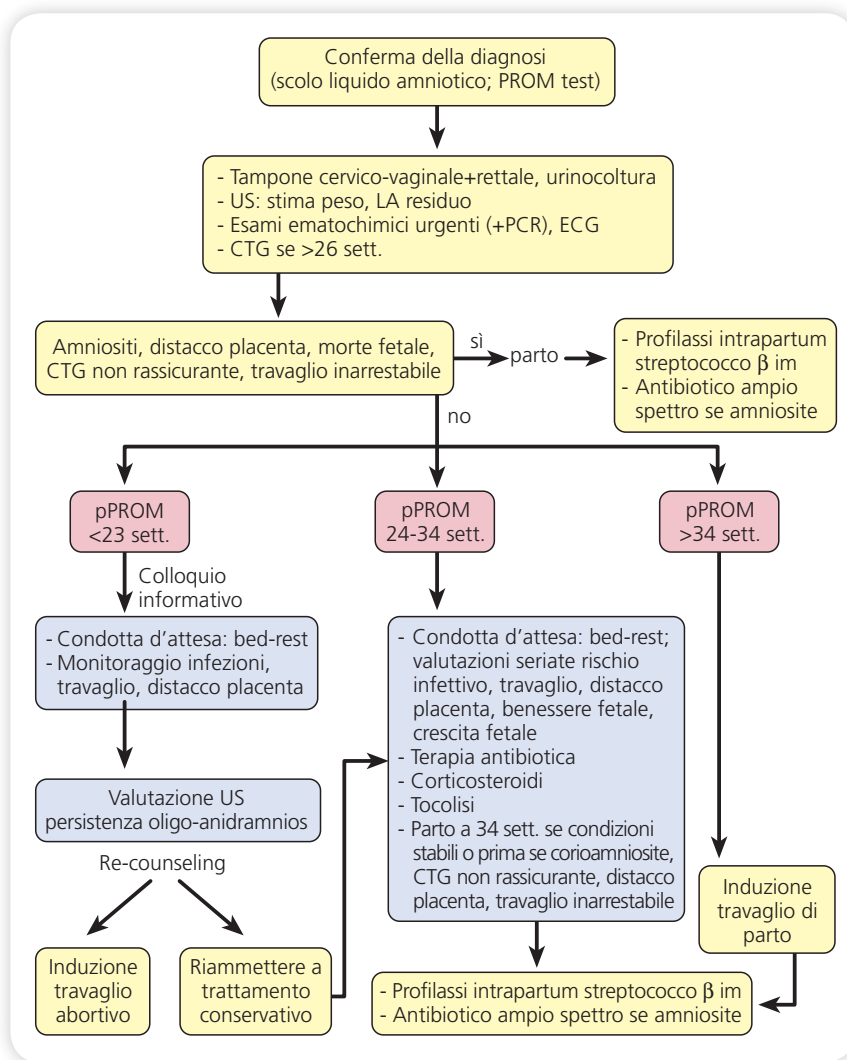 Conferma della diagnosi
(scolo liquido amniotico; PROM test)
- Tampone cervico-vaginale+rettale, urinocoltura
- US: stima peso, LA residuo
- Esami ematochimici urgenti (+PCR), ECG
- CTG se >26 sett.
Amniositi, distacco placenta, morte fetale,
CTG non rassicurante, travaglio inarrestabile
sì
parto
- Profilassi intrapartum
streptococco β im
- Antibiotico ampio
spettro se amniosite
no
pPROM
<23 sett.
pPROM
24-34 sett.
pPROM
>34 sett.
Colloquio
informativo
- Condotta d'attesa: bed-rest
- Monitoraggio infezioni,
travaglio, distacco placenta
Valutazione US
persistenza oligo-anidramnios
Re-counseling
Induzione
travaglio
abortivo
Riammettere a
trattamento
conservativo
- Condotta d'attesa: bed-rest;
valutazioni seriate rischio
infettivo, travaglio, distacco
placenta, benessere fetale,
crescita fetale
- Terapia antibiotica
- Corticosteroidi
- Tocolisi
- Parto a 34 sett. se condizioni
stabili o prima se corioamniosite,
CTG non rassicurante, distacco
placenta, travaglio inarrestabile
Induzione
travaglio di
parto
- Profilassi intrapartum streptococco β im
- Antibiotico ampio spettro se amniosite